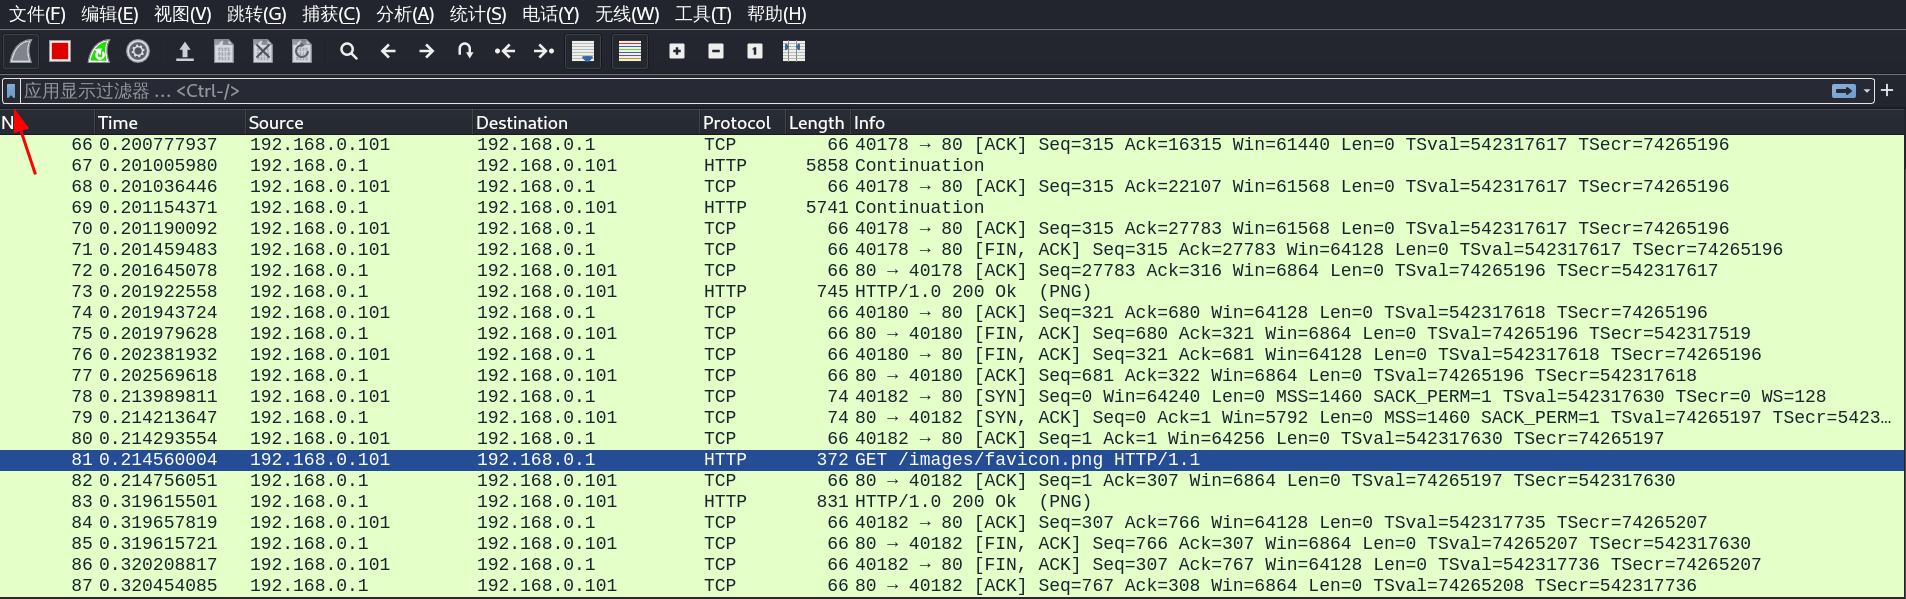 文件(F) 编辑(E) 视图(V) 跳转(G) 捕获(C) 分析(A) 统计(S) 电话(Y) 无线(W) 工具(T) 帮助(H)
应用显示过滤器 … <Ctrl-/>
N Time Source Destination Protocol Length Info
66 0.200777937 192.168.0.101 192.168.0.1 TCP 66 40178 → 80 [ACK] Seq=315 Ack=16315 Win=61440 Len=0 TSval=542317617 TSecr=74265196
67 0.201005980 192.168.0.1 192.168.0.101 HTTP 5858 Continuation
68 0.201036446 192.168.0.101 192.168.0.1 TCP 66 40178 → 80 [ACK] Seq=315 Ack=22107 Win=61568 Len=0 TSval=542317617 TSecr=74265196
69 0.201154371 192.168.0.1 192.168.0.101 HTTP 5741 Continuation
70 0.201190092 192.168.0.101 192.168.0.1 TCP 66 40178 → 80 [ACK] Seq=315 Ack=27783 Win=61568 Len=0 TSval=542317617 TSecr=74265196
71 0.201459483 192.168.0.101 192.168.0.1 TCP 66 40178 → 80 [FIN, ACK] Seq=315 Ack=27783 Win=64128 Len=0 TSval=542317617 TSecr=74265196
72 0.201645078 192.168.0.1 192.168.0.101 TCP 66 80 → 40178 [ACK] Seq=27783 Ack=316 Win=6864 Len=0 TSval=74265196 TSecr=542317617
73 0.201922558 192.168.0.1 192.168.0.101 HTTP 745 HTTP/1.0 200 Ok (PNG)
74 0.201943724 192.168.0.101 192.168.0.1 TCP 66 40180 → 80 [ACK] Seq=321 Ack=680 Win=64128 Len=0 TSval=542317618 TSecr=74265196
75 0.201979628 192.168.0.1 192.168.0.101 TCP 66 80 → 40180 [FIN, ACK] Seq=680 Ack=321 Win=6864 Len=0 TSval=74265196 TSecr=542317519
76 0.202381932 192.168.0.101 192.168.0.1 TCP 66 40180 → 80 [FIN, ACK] Seq=321 Ack=681 Win=64128 Len=0 TSval=542317618 TSecr=74265196
77 0.202569618 192.168.0.1 192.168.0.101 TCP 66 80 → 40180 [ACK] Seq=681 Ack=322 Win=6864 Len=0 TSval=74265196 TSecr=542317618
78 0.213989811 192.168.0.101 192.168.0.1 TCP 74 40182 → 80 [SYN] Seq=0 Win=64240 Len=0 MSS=1460 SACK_PERM=1 TSval=542317630 TSecr=0 WS=128
79 0.214213647 192.168.0.1 192.168.0.101 TCP 74 80 → 40182 [SYN, ACK] Seq=0 Ack=1 Win=5792 Len=0 MSS=1460 SACK_PERM=1 TSval=74265197 TSecr=5423…
80 0.214293554 192.168.0.101 192.168.0.1 TCP 66 40182 → 80 [ACK] Seq=1 Ack=1 Win=64256 Len=0 TSval=542317630 TSecr=74265197
81 0.214560004 192.168.0.101 192.168.0.1 HTTP 372 GET /images/favicon.png HTTP/1.1
82 0.214756051 192.168.0.1 192.168.0.101 TCP 66 80 → 40182 [ACK] Seq=1 Ack=307 Win=6864 Len=0 TSval=74265197 TSecr=542317630
83 0.319615501 192.168.0.1 192.168.0.101 HTTP 831 HTTP/1.0 200 Ok (PNG)
84 0.319657819 192.168.0.101 192.168.0.1 TCP 66 40182 → 80 [ACK] Seq=307 Ack=766 Win=64128 Len=0 TSval=542317735 TSecr=74265207
85 0.319615721 192.168.0.1 192.168.0.101 TCP 66 80 → 40182 [FIN, ACK] Seq=766 Ack=307 Win=6864 Len=0 TSval=74265207 TSecr=542317630
86 0.320208817 192.168.0.101 192.168.0.1 TCP 66 40182 → 80 [FIN, ACK] Seq=307 Ack=767 Win=64128 Len=0 TSval=542317736 TSecr=74265207
87 0.320454085 192.168.0.1 192.168.0.101 TCP 66 80 → 40182 [ACK] Seq=767 Ack=308 Win=6864 Len=0 TSval=74265208 TSecr=542317736